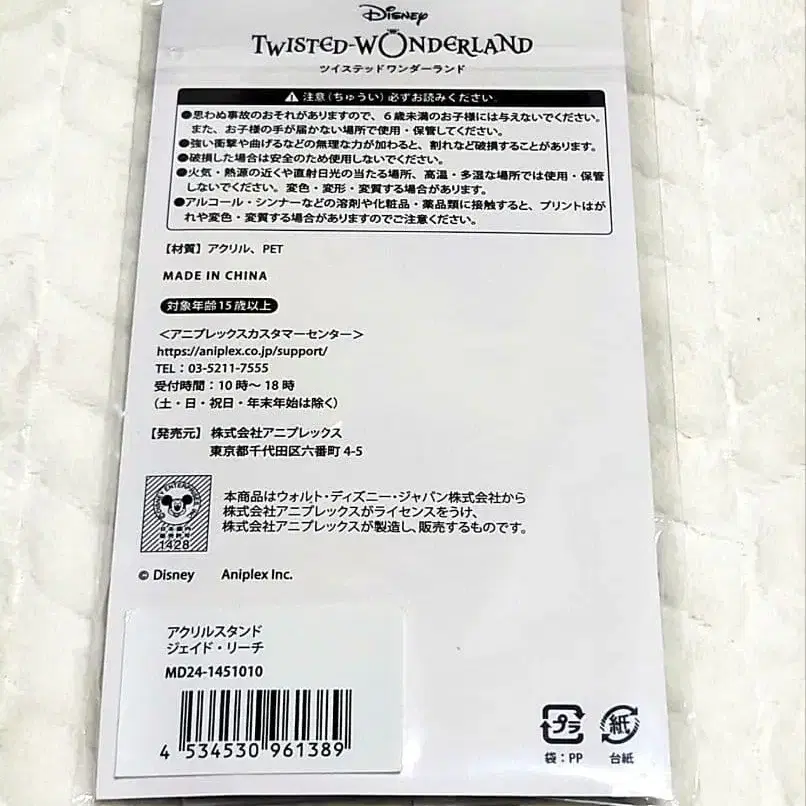 Disney
TWISTED-WONDERLAND
ツイステッドワンダーランド
注意(ちゅうい)必ずお読みください。
●思わぬ事故のおそれがありますので、6歳未満のお子様には与えないでください。
また、お子様の手が届かない場所で使用・保管してください。
●強い衝撃や曲げるなどの無理な力が加わると、割れなど破損することがあります。
●破損した場合は安全のため使用しないでください。
●火気・熱源の近くや直射日光の当たる場所、高温・多湿な場所では使用・保管
しないでください。変色・変形・変質する場合があります。
●アルコール・シンナーなどの溶剤や化粧品・薬品類に接触すると、プリントはが
れや変色・変質する場合がありますのでご注意ください。
【材質】アクリル、PET
MADE IN CHINA
対象年齢15歳以上
＜アニプレックスカスタマーセンター＞
https://aniplex.co.jp/support/
TEL：03-5211-7555
受付時間：10時～18時
(土・日・祝日・年末年始は除く)
【発売元】株式会社アニプレックス
東京都千代田区六番町4-5
1428
本商品はウォルト・ディズニー・ジャパン株式会社から
株式会社アニプレックスがライセンスをうけ、
株式会社アニプレックスが製造し、販売するものです。
© Disney Aniplex Inc.
アクリルスタンド
ジェイド・リーチ
MD24-1451010
4 534530 961389
プラ 紙
袋：PP 台紙